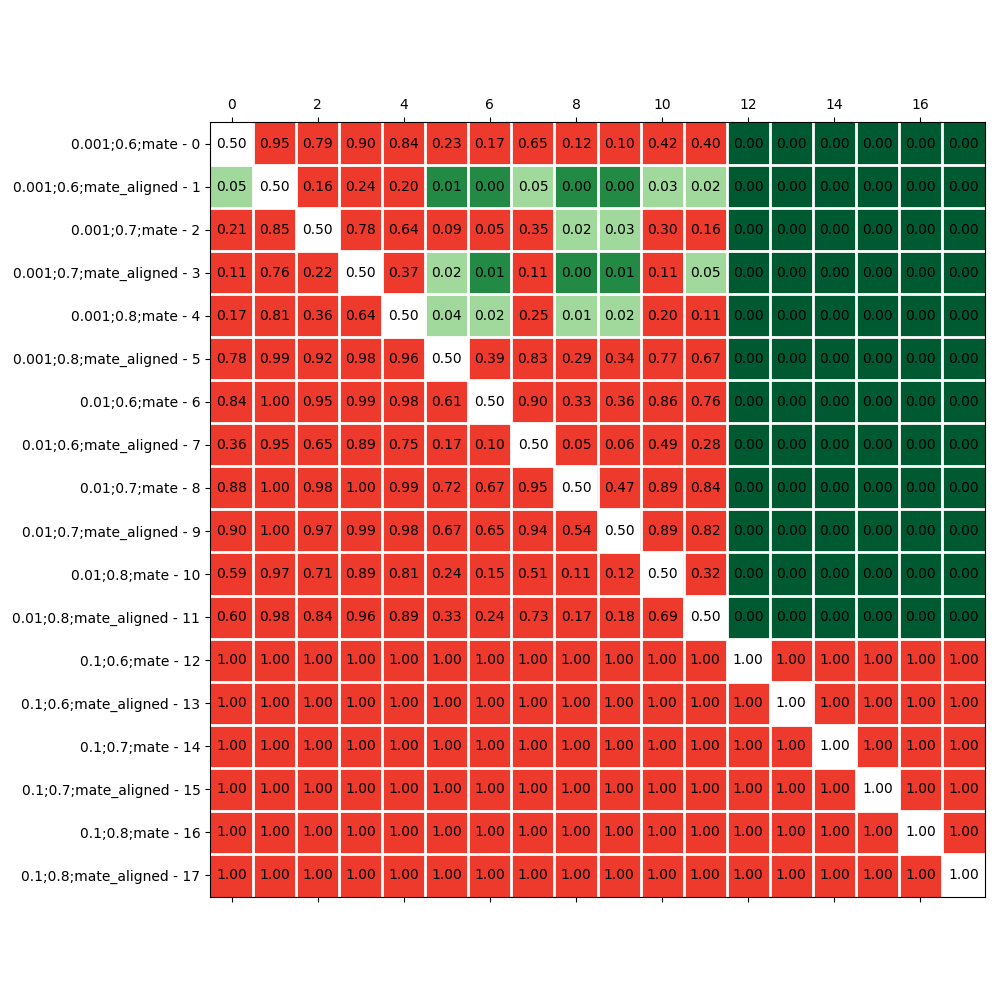 0 2 4 6 8 10 12 14 16
0.001;0.6;mate - 0 0.50 0.95 0.79 0.90 0.84 0.23 0.17 0.65 0.12 0.10 0.42 0.40 0.00 0.00 0.00 0.00 0.00 0.00
0.001;0.6;mate_aligned - 1 0.05 0.50 0.16 0.24 0.20 0.01 0.00 0.05 0.00 0.00 0.03 0.02 0.00 0.00 0.00 0.00 0.00 0.00
0.001;0.7;mate - 2 0.21 0.85 0.50 0.78 0.64 0.09 0.05 0.35 0.02 0.03 0.30 0.16 0.00 0.00 0.00 0.00 0.00 0.00
0.001;0.7;mate_aligned - 3 0.11 0.76 0.22 0.50 0.37 0.02 0.01 0.11 0.00 0.01 0.11 0.05 0.00 0.00 0.00 0.00 0.00 0.00
0.001;0.8;mate - 4 0.17 0.81 0.36 0.64 0.50 0.04 0.02 0.25 0.01 0.02 0.20 0.11 0.00 0.00 0.00 0.00 0.00 0.00
0.001;0.8;mate_aligned - 5 0.78 0.99 0.92 0.98 0.96 0.50 0.39 0.83 0.29 0.34 0.77 0.67 0.00 0.00 0.00 0.00 0.00 0.00
0.01;0.6;mate - 6 0.84 1.00 0.95 0.99 0.98 0.61 0.50 0.90 0.33 0.36 0.86 0.76 0.00 0.00 0.00 0.00 0.00 0.00
0.01;0.6;mate_aligned - 7 0.36 0.95 0.65 0.89 0.75 0.17 0.10 0.50 0.05 0.06 0.49 0.28 0.00 0.00 0.00 0.00 0.00 0.00
0.01;0.7;mate - 8 0.88 1.00 0.98 1.00 0.99 0.72 0.67 0.95 0.50 0.47 0.89 0.84 0.00 0.00 0.00 0.00 0.00 0.00
0.01;0.7;mate_aligned - 9 0.90 1.00 0.97 0.99 0.98 0.67 0.65 0.94 0.54 0.50 0.89 0.82 0.00 0.00 0.00 0.00 0.00 0.00
0.01;0.8;mate - 10 0.59 0.97 0.71 0.89 0.81 0.24 0.15 0.51 0.11 0.12 0.50 0.32 0.00 0.00 0.00 0.00 0.00 0.00
0.01;0.8;mate_aligned - 11 0.60 0.98 0.84 0.96 0.89 0.33 0.24 0.73 0.17 0.18 0.69 0.50 0.00 0.00 0.00 0.00 0.00 0.00
0.1;0.6;mate - 12 1.00 1.00 1.00 1.00 1.00 1.00 1.00 1.00 1.00 1.00 1.00 1.00 1.00 1.00 1.00 1.00 1.00 1.00
0.1;0.6;mate_aligned - 13 1.00 1.00 1.00 1.00 1.00 1.00 1.00 1.00 1.00 1.00 1.00 1.00 1.00 1.00 1.00 1.00 1.00 1.00
0.1;0.7;mate - 14 1.00 1.00 1.00 1.00 1.00 1.00 1.00 1.00 1.00 1.00 1.00 1.00 1.00 1.00 1.00 1.00 1.00 1.00
0.1;0.7;mate_aligned - 15 1.00 1.00 1.00 1.00 1.00 1.00 1.00 1.00 1.00 1.00 1.00 1.00 1.00 1.00 1.00 1.00 1.00 1.00
0.1;0.8;mate - 16 1.00 1.00 1.00 1.00 1.00 1.00 1.00 1.00 1.00 1.00 1.00 1.00 1.00 1.00 1.00 1.00 1.00 1.00
0.1;0.8;mate_aligned - 17 1.00 1.00 1.00 1.00 1.00 1.00 1.00 1.00 1.00 1.00 1.00 1.00 1.00 1.00 1.00 1.00 1.00 1.00